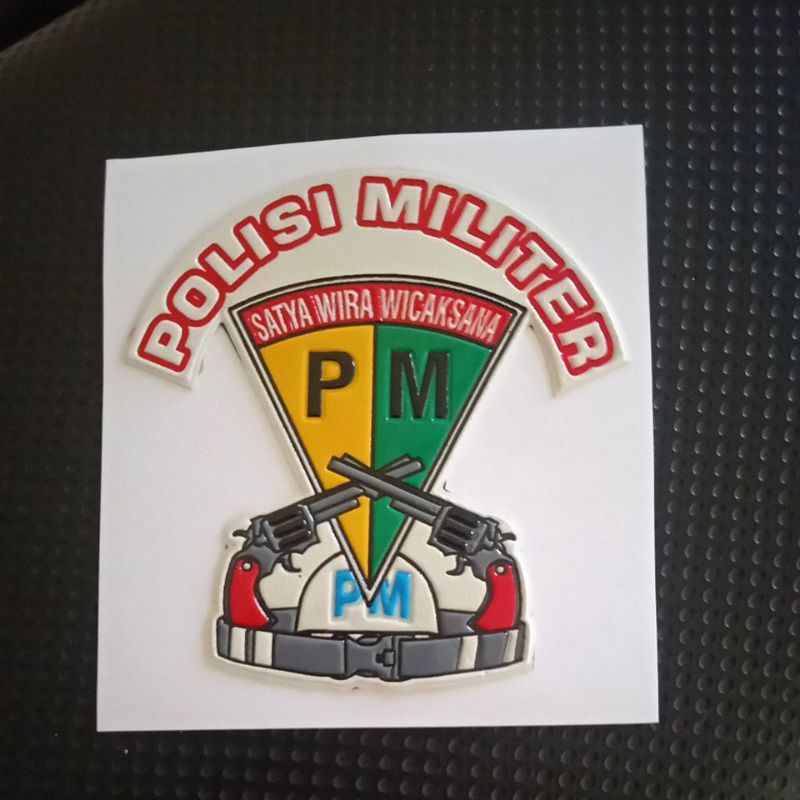 POLISI MILITER
SATYA WIRA WICAKSANA
P M
PM